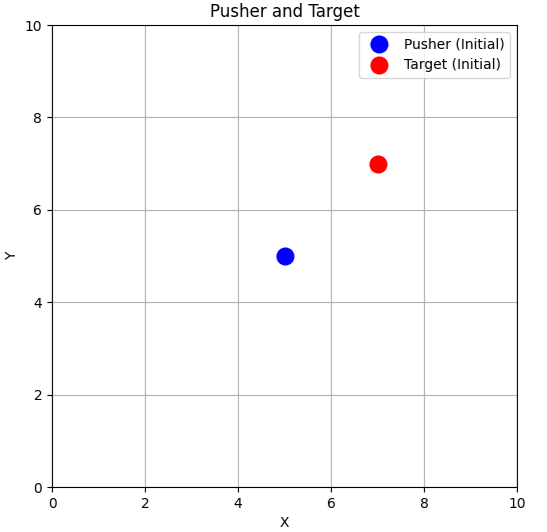 Pusher and Target
Pusher (Initial)
Target (Initial)
10
8
6
4
2
0
Y
0 2 4 6 8 10
X